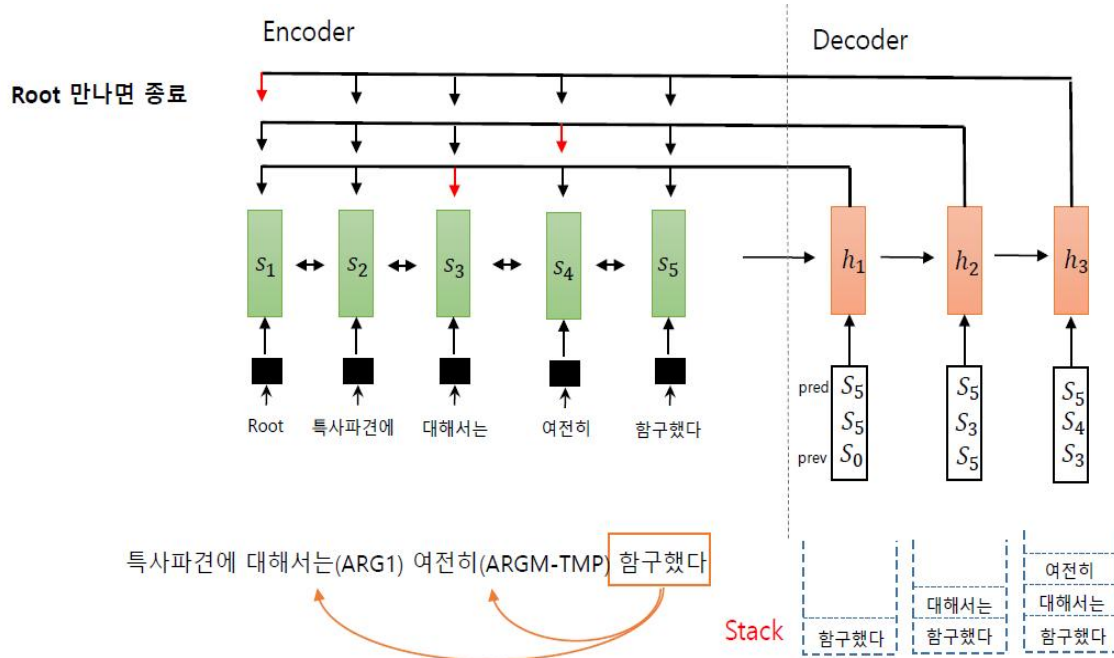 Encoder
Decoder
Root 만나면 종료
s₁ s₂ s₃ s₄ s₅ h₁ h₂ h₃
pred S₅ S₅ S₅
S₅ S₃ S₄
prev S₀ S₅ S₃
Root 특사파견에 대해서는 여전히 함구했다
특사파견에 대해서는(ARG1) 여전히(ARGM-TMP) 함구했다
여전히
대해서는 대해서는
Stack 함구했다 함구했다 함구했다